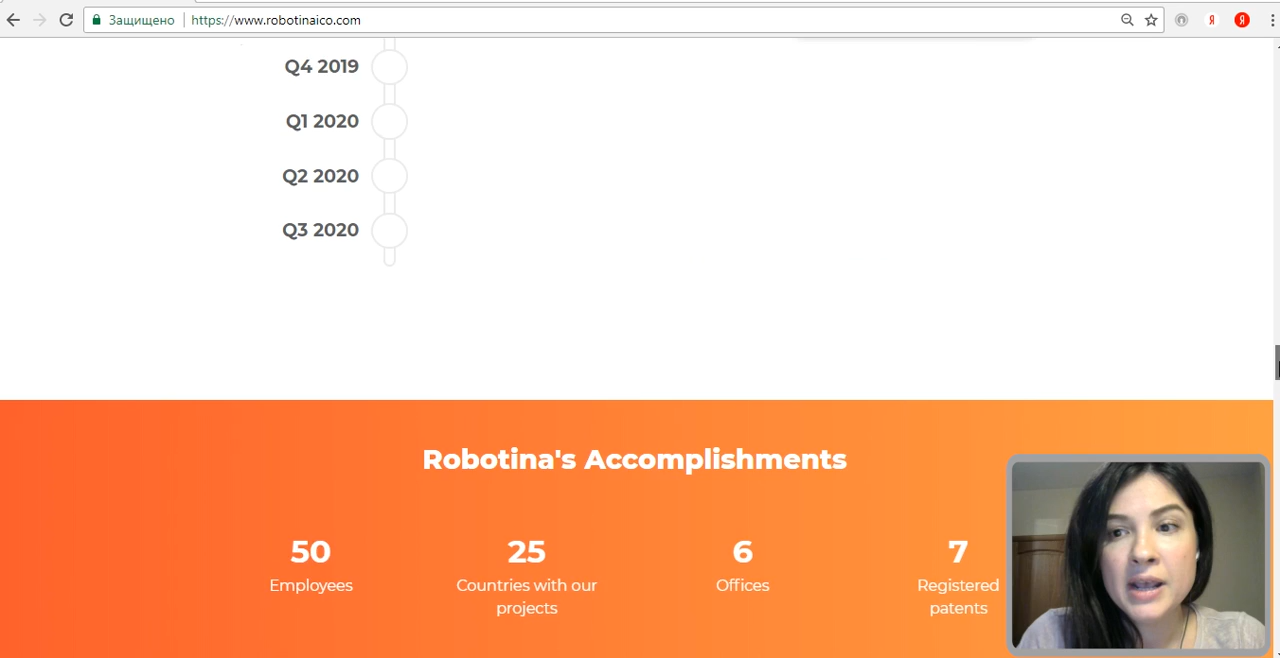 Защищено
https://www.robotinaico.com
Я
Я
Q4 2019
Q1 2020
Q2 2020
Q3 2020
Robotina's Accomplishments
50
Employees
25
Countries with our
projects
6
Offices
7
Registered
patents